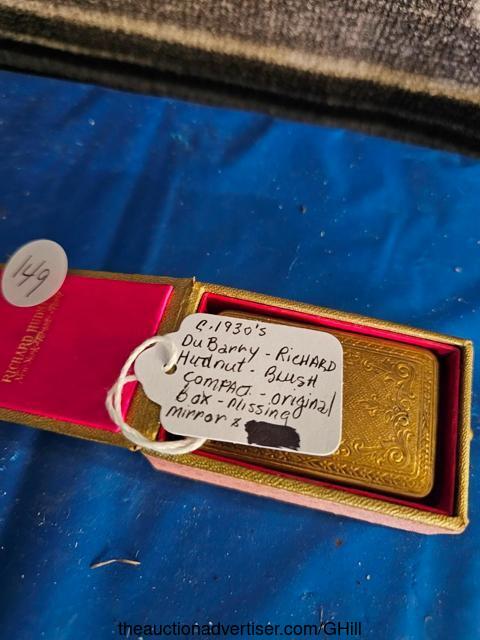 149
RICHARD HUDNUT
C. 1930's
DuBarry - RICHARD
Hudnut - BLUSH
COMPACT - original
Box - Missing
Mirror &
theauctionadvertiser.com/GHill